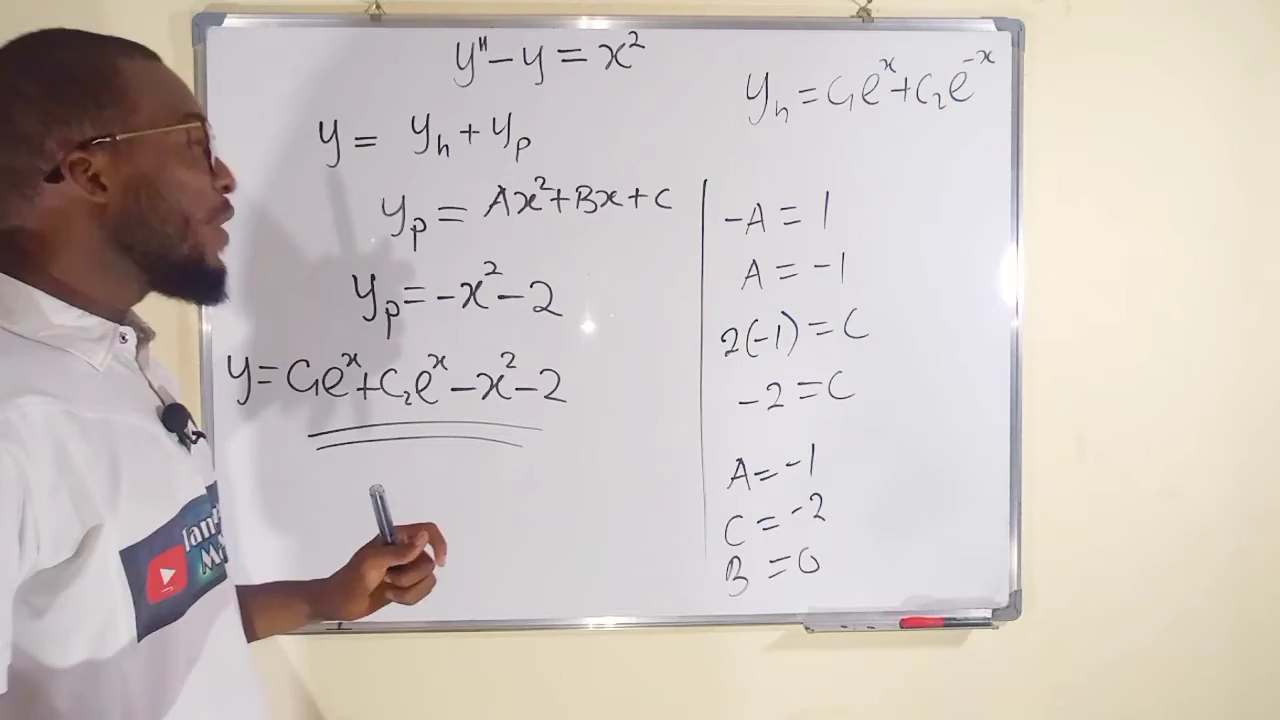 y" - y = x²
y = y_h + y_p
y_p = Ax² + Bx + C
y_p = -x² - 2
y = C₁eˣ + C₂eˣ - x² - 2
y_h = C₁eˣ + C₂e⁻ˣ
-A = 1
A = -1
2(-1) = C
-2 = C
A = -1
C = -2
B = 0